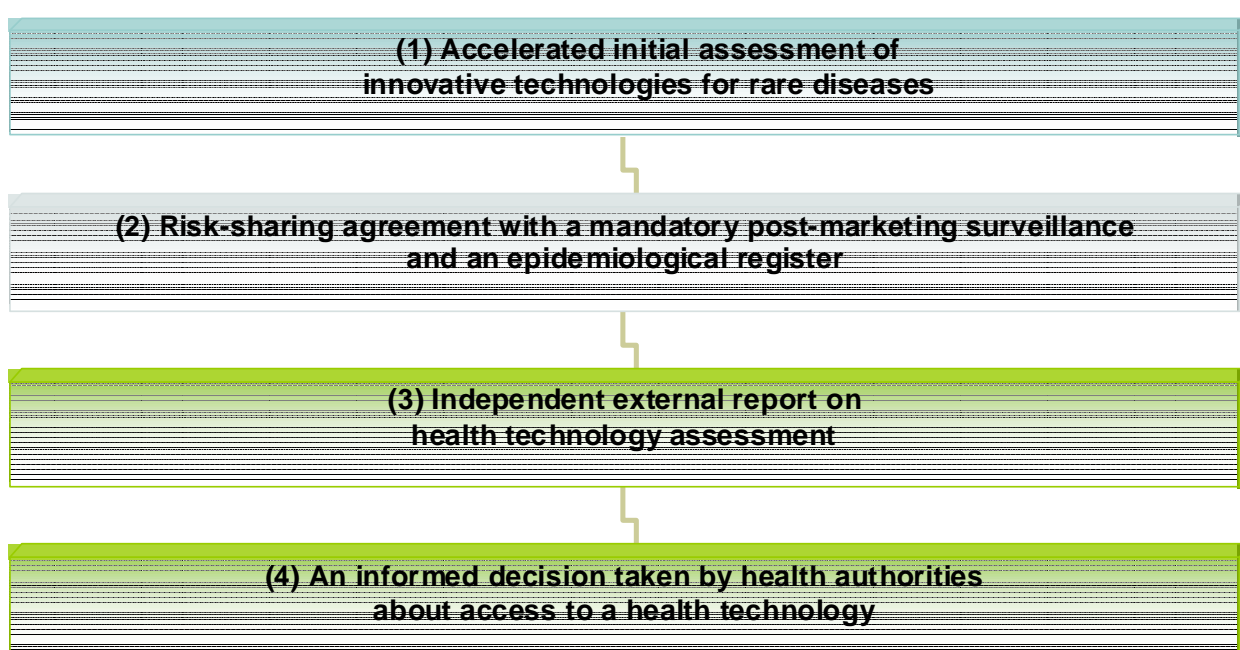 (1) Accelerated initial assessment of
innovative technologies for rare diseases
(2) Risk-sharing agreement with a mandatory post-marketing surveillance
and an epidemiological register
(3) Independent external report on
health technology assessment
(4) An informed decision taken by health authorities
about access to a health technology